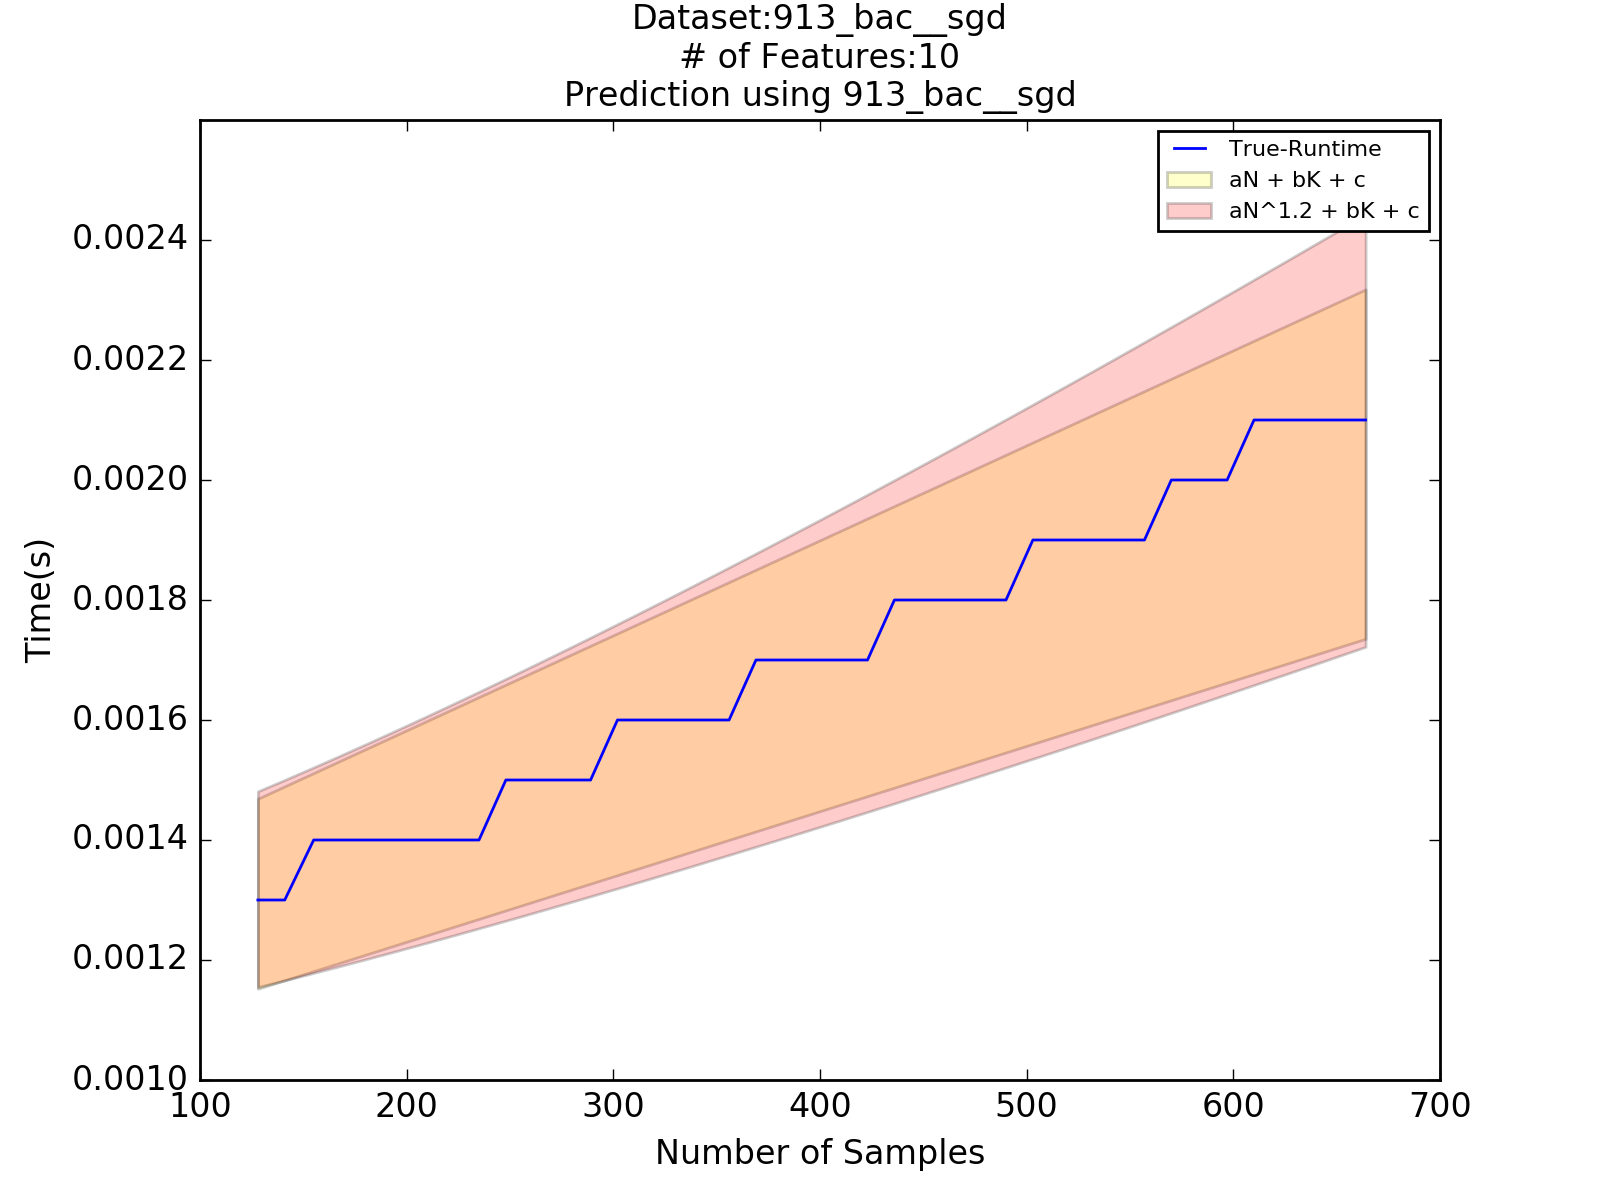 Dataset:913_bac__sgd
# of Features:10
Prediction using 913_bac__sgd
True-Runtime
aN + bK + c
aN^1.2 + bK + c
0.0024
0.0022
0.0020
0.0018
0.0016
0.0014
0.0012
0.0010
Time(s)
100 200 300 400 500 600 700
Number of Samples